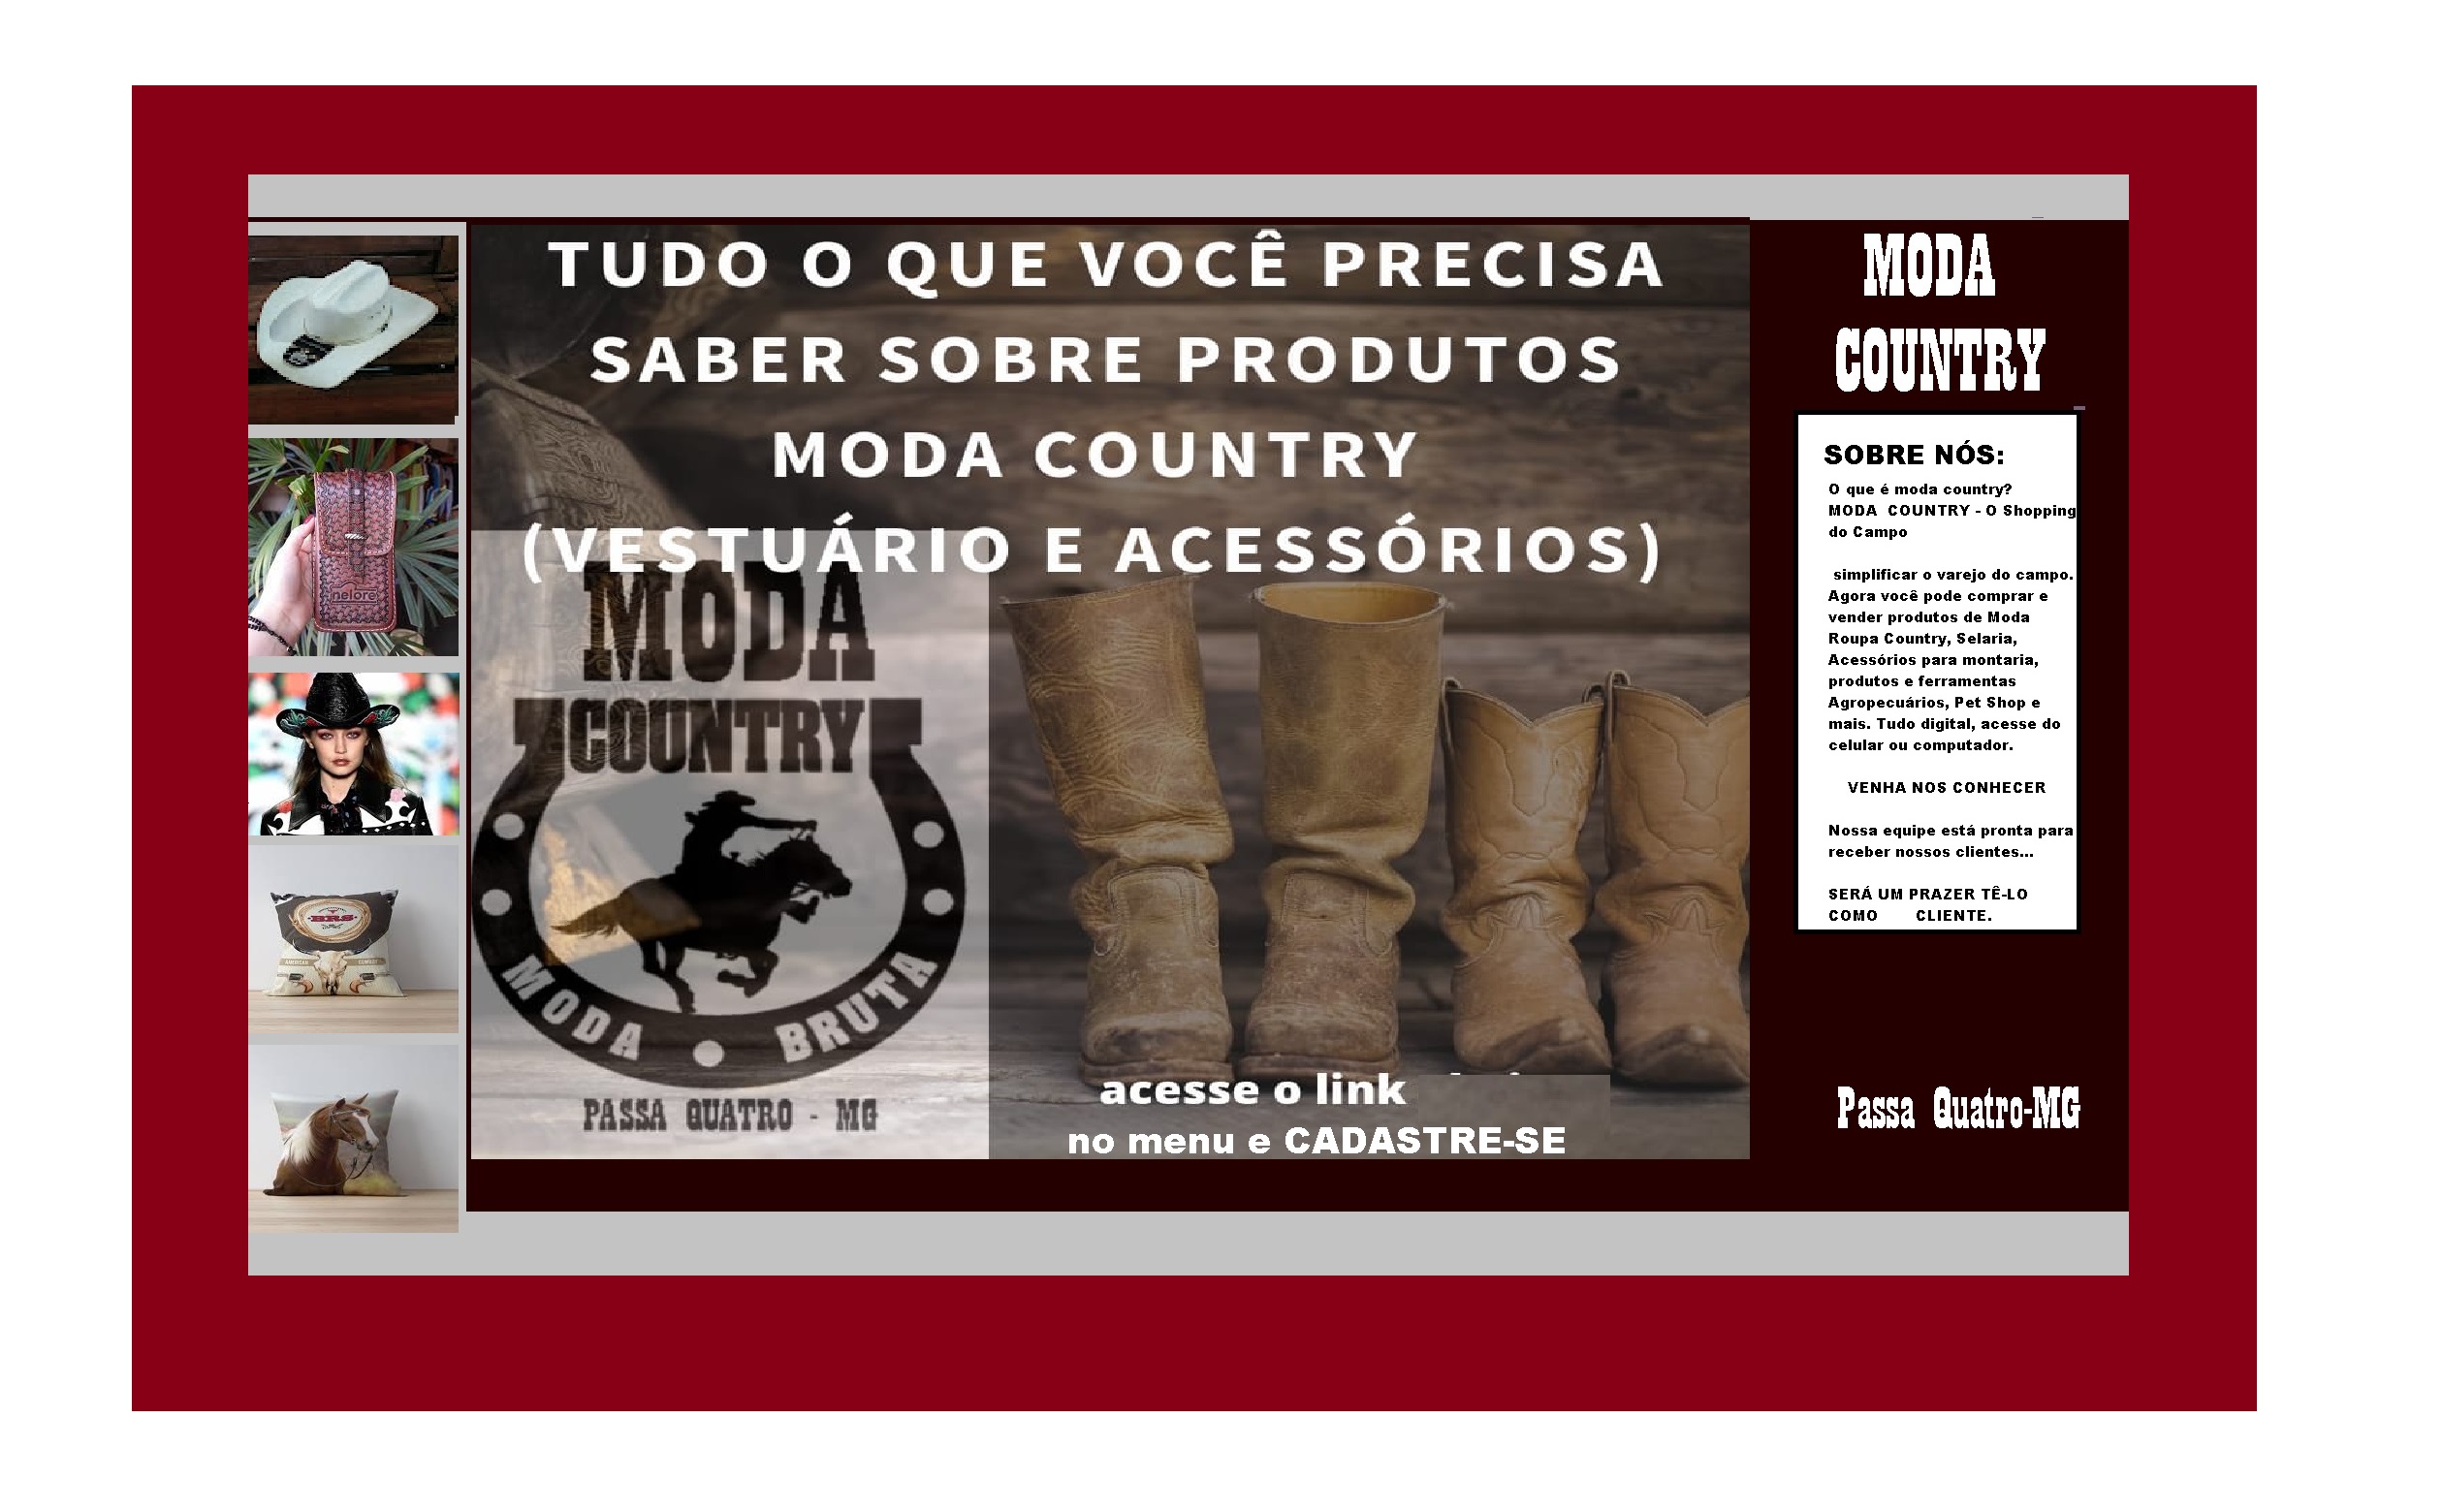 TUDO O QUE VOCÊ PRECISA
SABER SOBRE PRODUTOS
MODA COUNTRY
(VESTUÁRIO E ACESSÓRIOS)
nelore
BRS
MODA
COUNTRY
MODA BRUTA
PASSA QUATRO - MG
acesse o link
no menu e CADASTRE-SE
MODA
COUNTRY
SOBRE NÓS:
O que é moda country?
MODA COUNTRY - O Shopping
do Campo
simplificar o varejo do campo.
Agora você pode comprar e
vender produtos de Moda
Roupa Country, Selaria,
Acessórios para montaria,
produtos e ferramentas
Agropecuários, Pet Shop e
mais. Tudo digital, acesse do
celular ou computador.
VENHA NOS CONHECER
Nossa equipe está pronta para
receber nossos clientes...
SERÁ UM PRAZER TÊ-LO
COMO CLIENTE.
Passa Quatro-MG